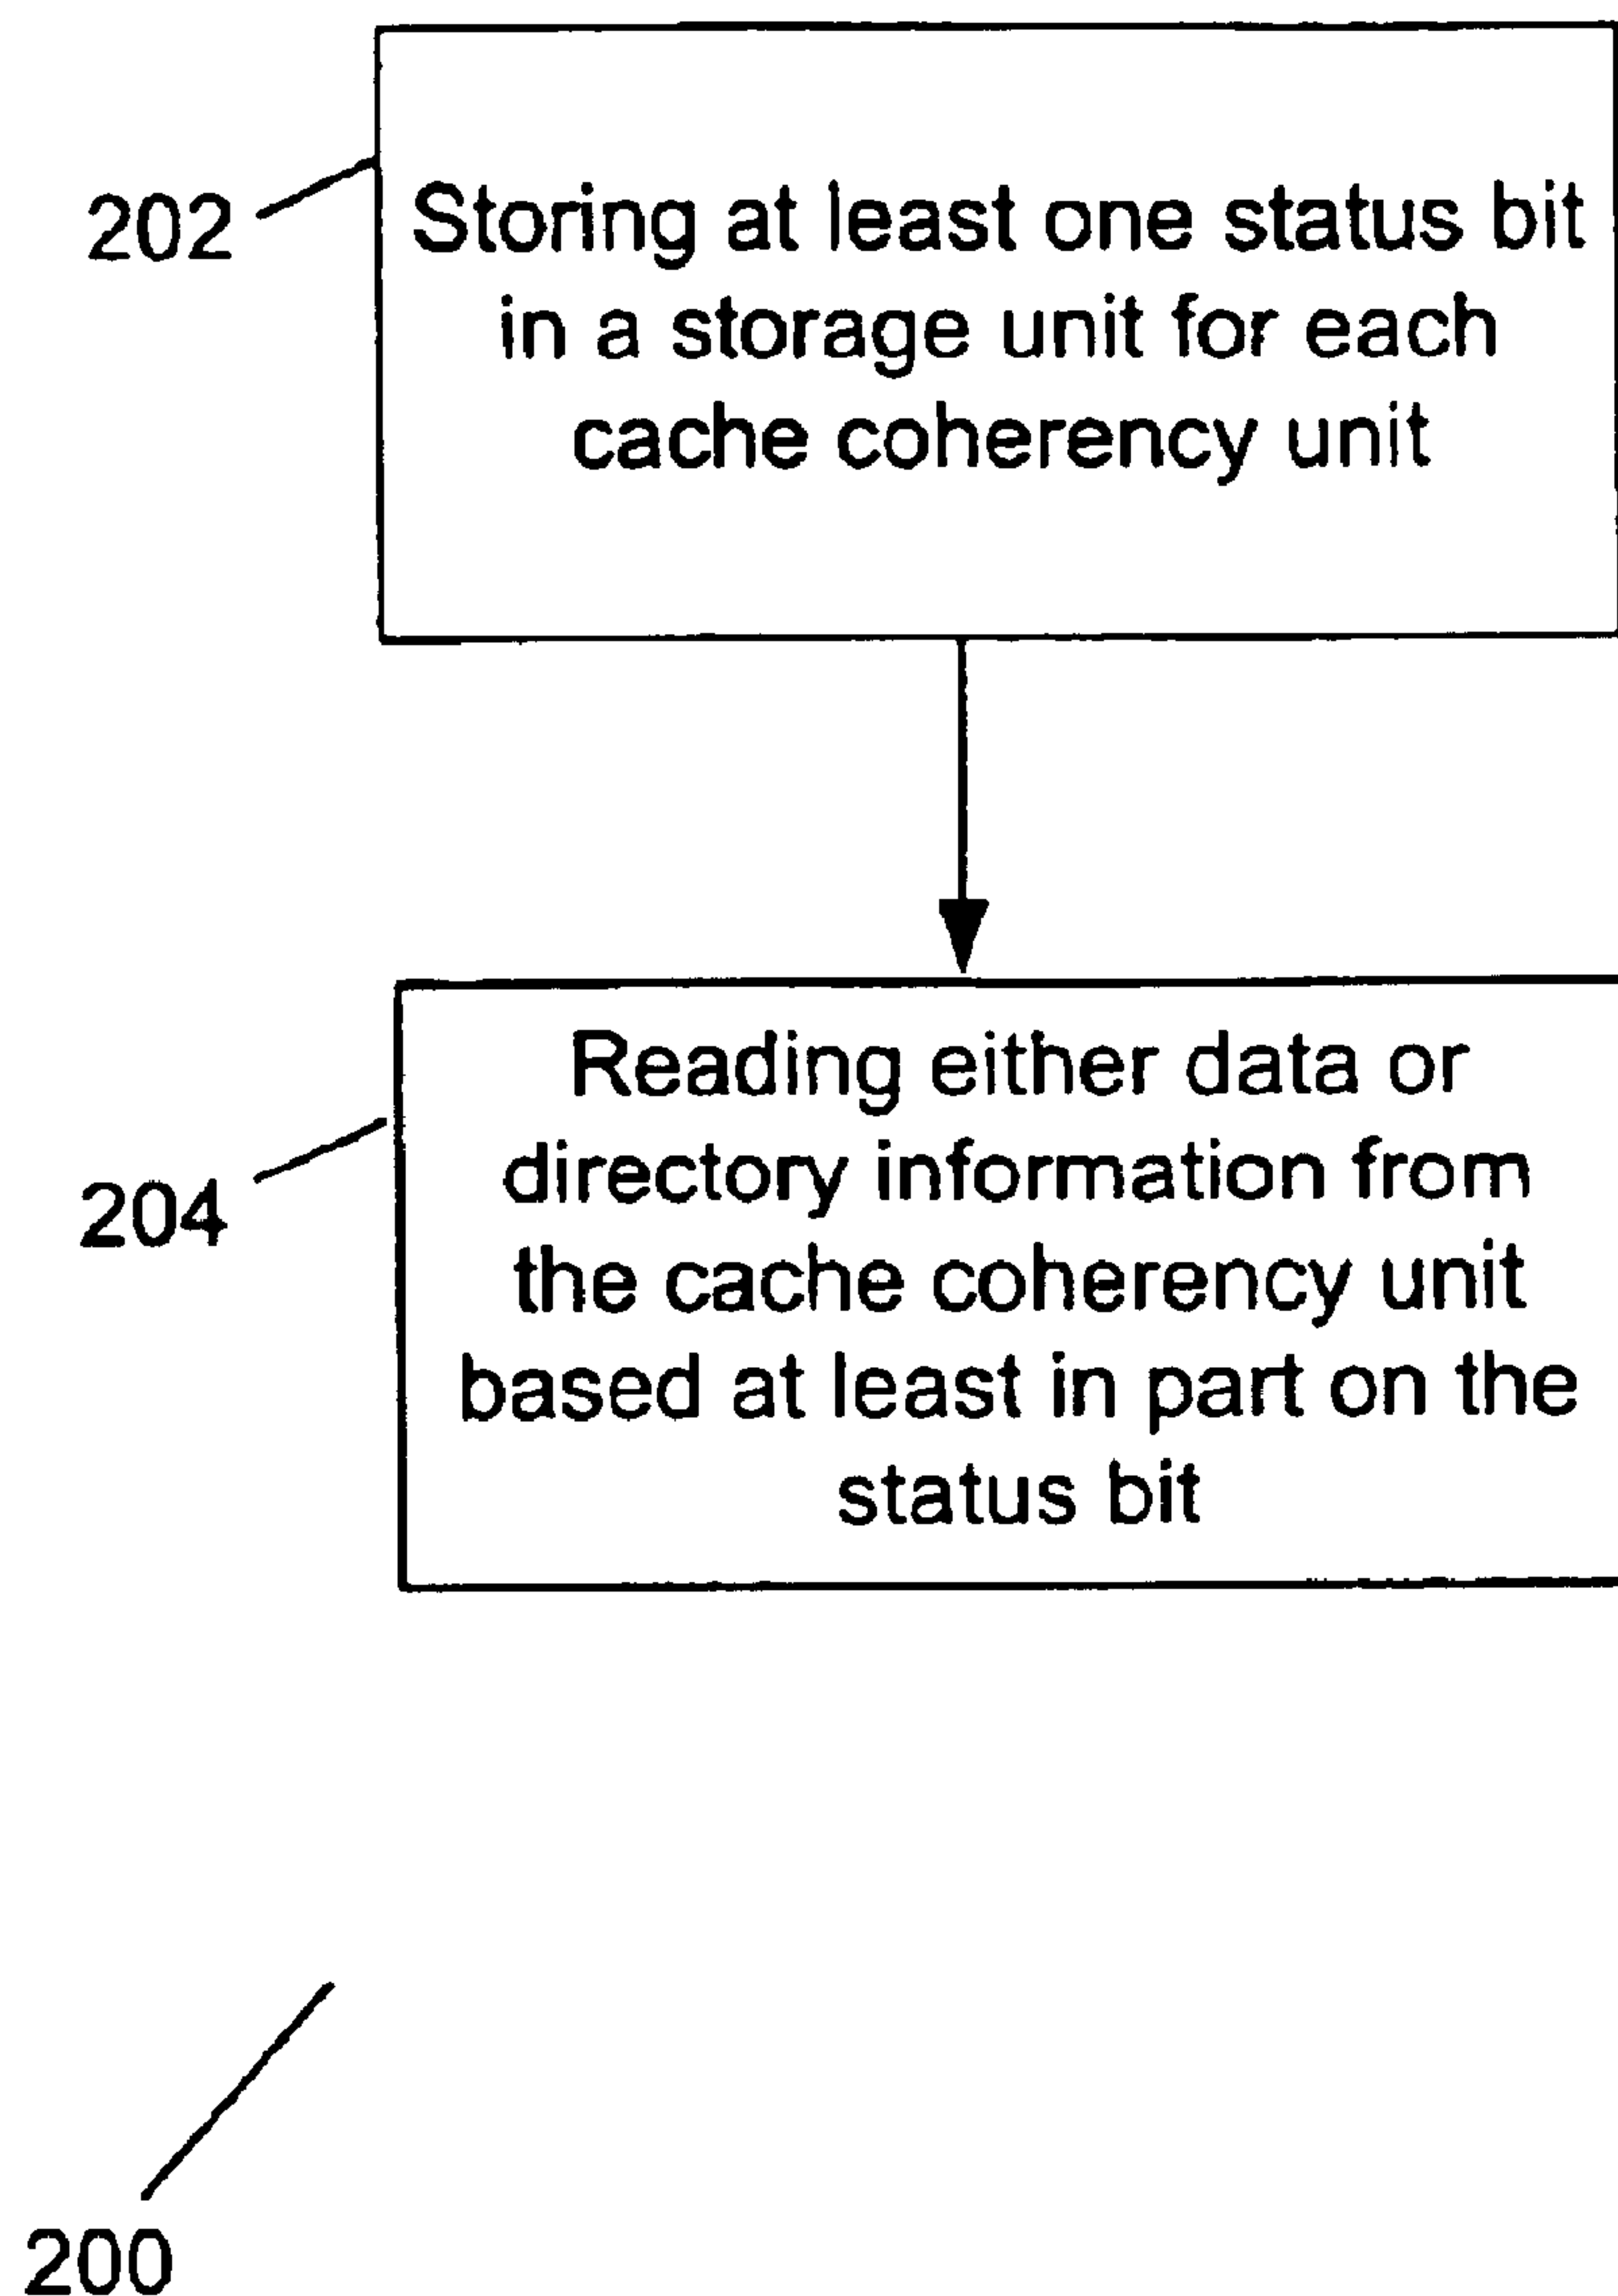 202
Storing at least one status bit
in a storage unit for each
cache coherency unit
204
Reading either data or
directory information from
the cache coherency unit
based at least in part on the
status bit
200